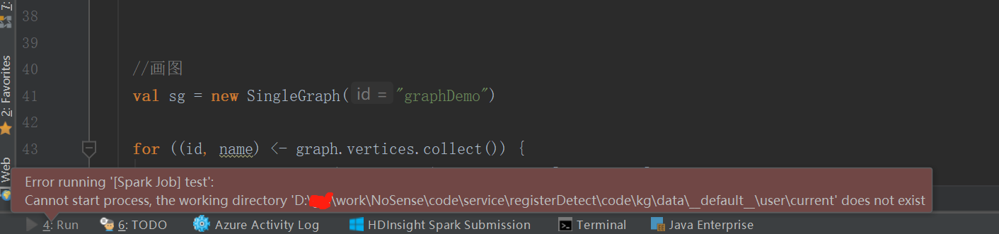 7:
2: Favorites
Web
38
39
40 //画图
41 val sg = new SingleGraph( id = "graphDemo")
42
43 for ((id, name) <- graph.vertices.collect()) {
Error running '[Spark Job] test':
Cannot start process, the working directory 'D:\ \work\NoSense\code\service\registerDetect\code\kg\data\__default__\user\current' does not exist
4: Run 6: TODO Azure Activity Log HDInsight Spark Submission Terminal Java Enterprise